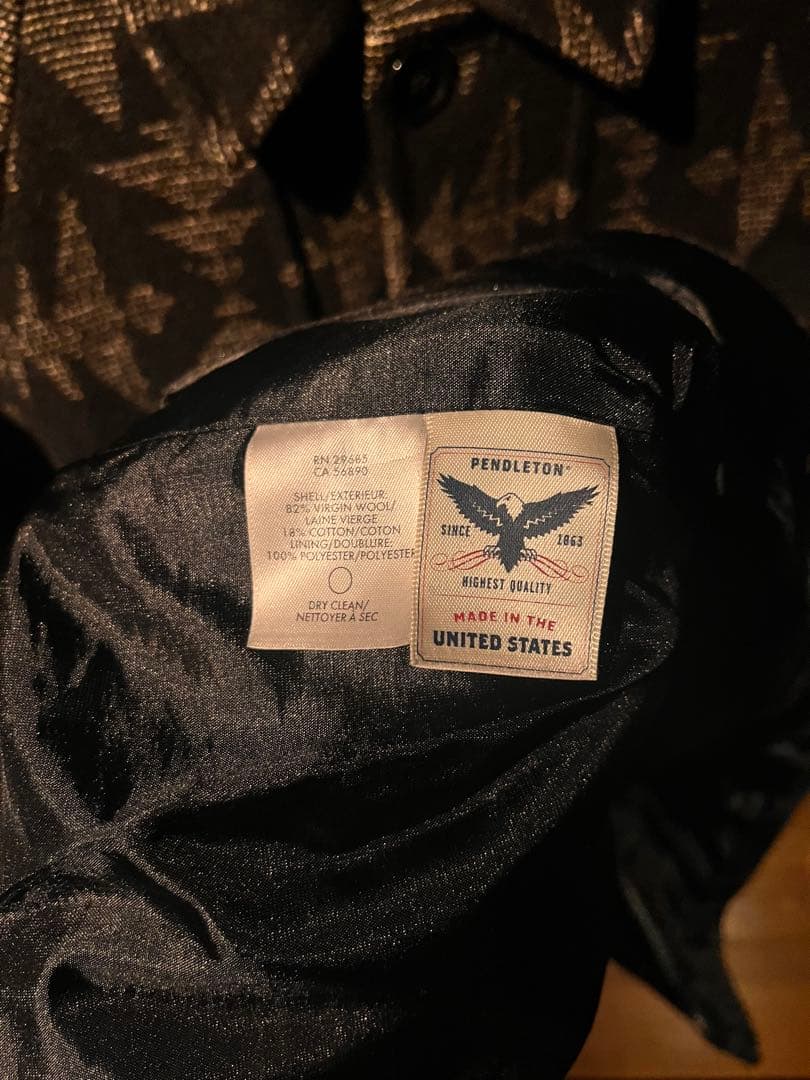 RN 29685
CA 56890
SHELL/EXTERIEUR:
82% VIRGIN WOOL/
LAINE VIERGE
18% COTTON/COTON
LINING/DOUBLURE:
100% POLYESTER/POLYESTER
DRY CLEAN/
NETTOYER À SEC
PENDLETON®
SINCE 1863
HIGHEST QUALITY
MADE IN THE
UNITED STATES